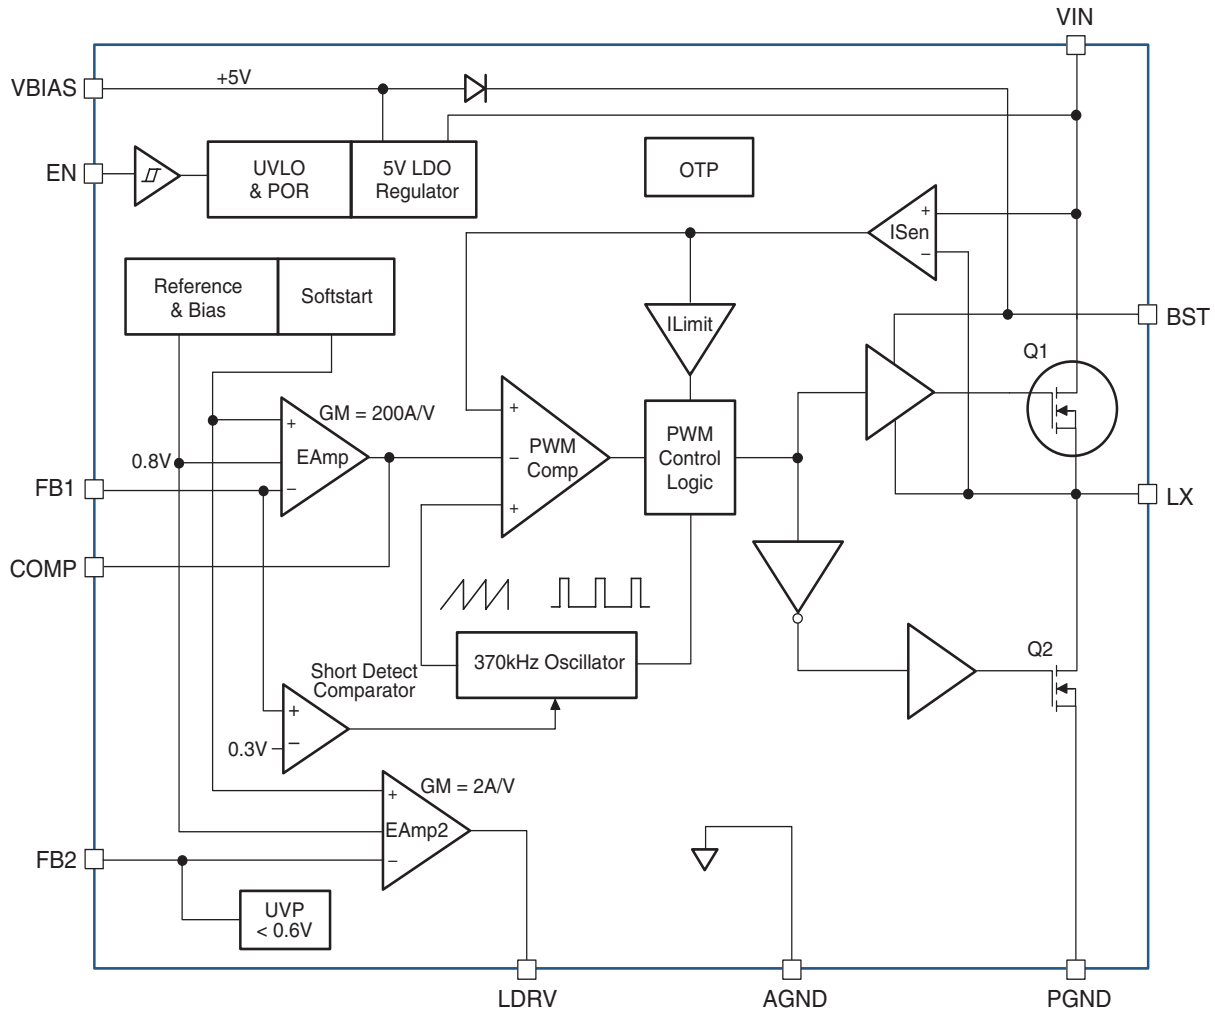 VIN
VBIAS
+5V
EN
UVLO
& POR
5V LDO
Regulator
OTP
+
ISen
−
Reference
& Bias
Softstart
ILimit
BST
Q1
GM = 200A/V
+
EAmp
−
0.8V
FB1
+
−
PWM
Comp
+
PWM
Control
Logic
LX
COMP
370kHz Oscillator
Short Detect
Comparator
+
−
0.3V
Q2
GM = 2A/V
+
EAmp2
−
FB2
UVP
< 0.6V
LDRV
AGND
PGND